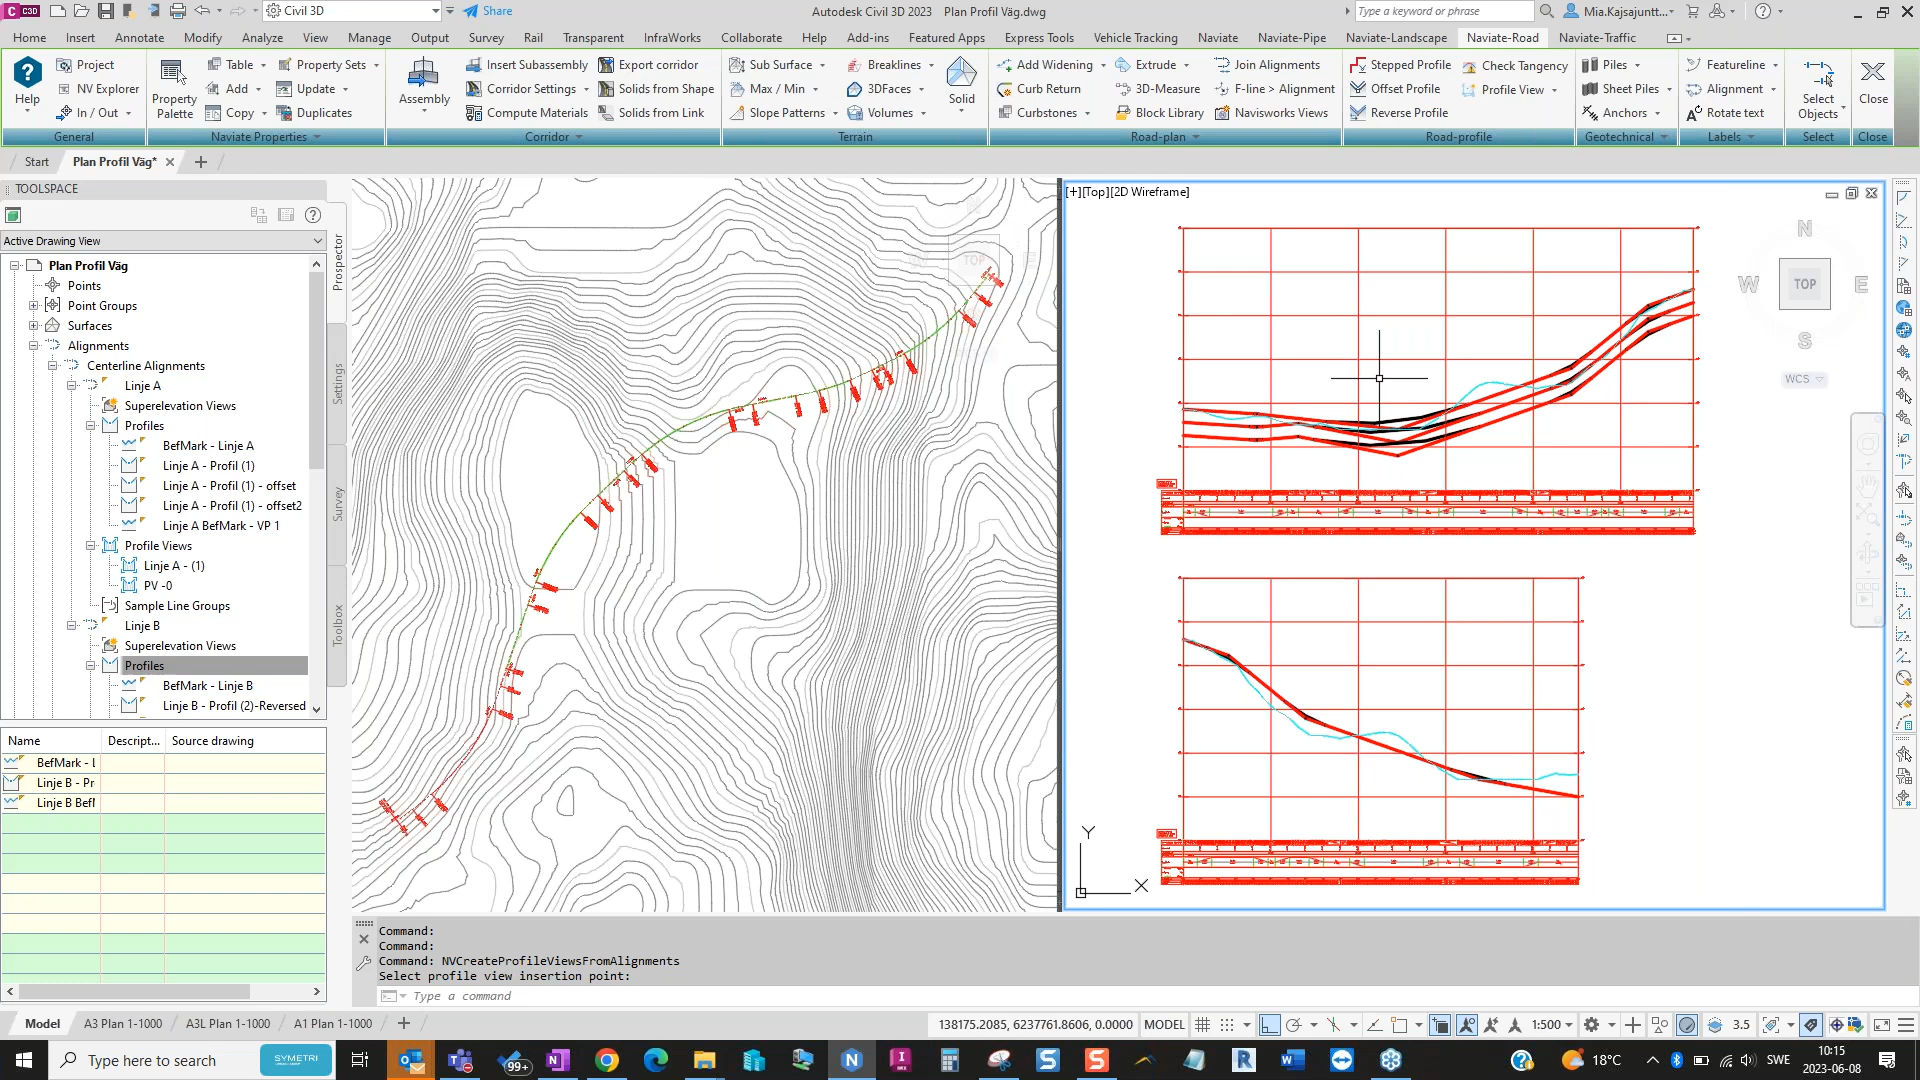 C3D
Civil 3D
Share
Autodesk Civil 3D 2023
Plan Profil Väg.dwg
Type a keyword or phrase
Mia.Kajsajuntt...
Home Insert Annotate Modify Analyze View Manage Output Survey Rail Transparent InfraWorks Collaborate Help Add-ins Featured Apps Express Tools Vehicle Tracking Naviate Naviate-Pipe Naviate-Landscape Naviate-Road Naviate-Traffic
Help
Project
NV Explorer
In / Out
General
Property Palette
Table
Add
Copy
Property Sets
Update
Duplicates
Naviate Properties
Assembly
Insert Subassembly
Corridor Settings
Compute Materials
Export corridor
Solids from Shape
Solids from Link
Corridor
Sub Surface
Max / Min
Slope Patterns
Breaklines
3DFaces
Volumes
Solid
Terrain
Add Widening
Curb Return
Curbstones
Extrude
3D-Measure
Block Library
Join Alignments
F-line > Alignment
Navisworks Views
Road-plan
Stepped Profile
Offset Profile
Reverse Profile
Check Tangency
Profile View
Road-profile
Piles
Sheet Piles
Anchors
Geotechnical
Featureline
Alignment
Rotate text
Labels
Select Objects
Select
Close
Close
Start
Plan Profil Väg*
TOOLSPACE
Active Drawing View
Plan Profil Väg
Points
Point Groups
Surfaces
Alignments
Centerline Alignments
Linje A
Superelevation Views
Profiles
BefMark - Linje A
Linje A - Profil (1)
Linje A - Profil (1) - offset
Linje A - Profil (1) - offset2
Linje A BefMark - VP 1
Profile Views
Linje A - (1)
PV -0
Sample Line Groups
Linje B
Superelevation Views
Profiles
BefMark - Linje B
Linje B - Profil (2)-Reversed
Prospector
Settings
Survey
Toolbox
Name Descript... Source drawing
BefMark - L
Linje B - Pr
Linje B Bef
TOP
[+][Top][2D Wireframe]
N
W TOP E
S
WCS
Y
X
Command:
Command:
Command: NVCreateProfileViewsFromAlignments
Select profile view insertion point:
Type a command
Model A3 Plan 1-1000 A3L Plan 1-1000 A1 Plan 1-1000
138175.2085, 6237761.8606, 0.0000 MODEL
1:500
3.5
Type here to search
SYMETRI
99+
18°C
SWE
10:15
2023-06-08